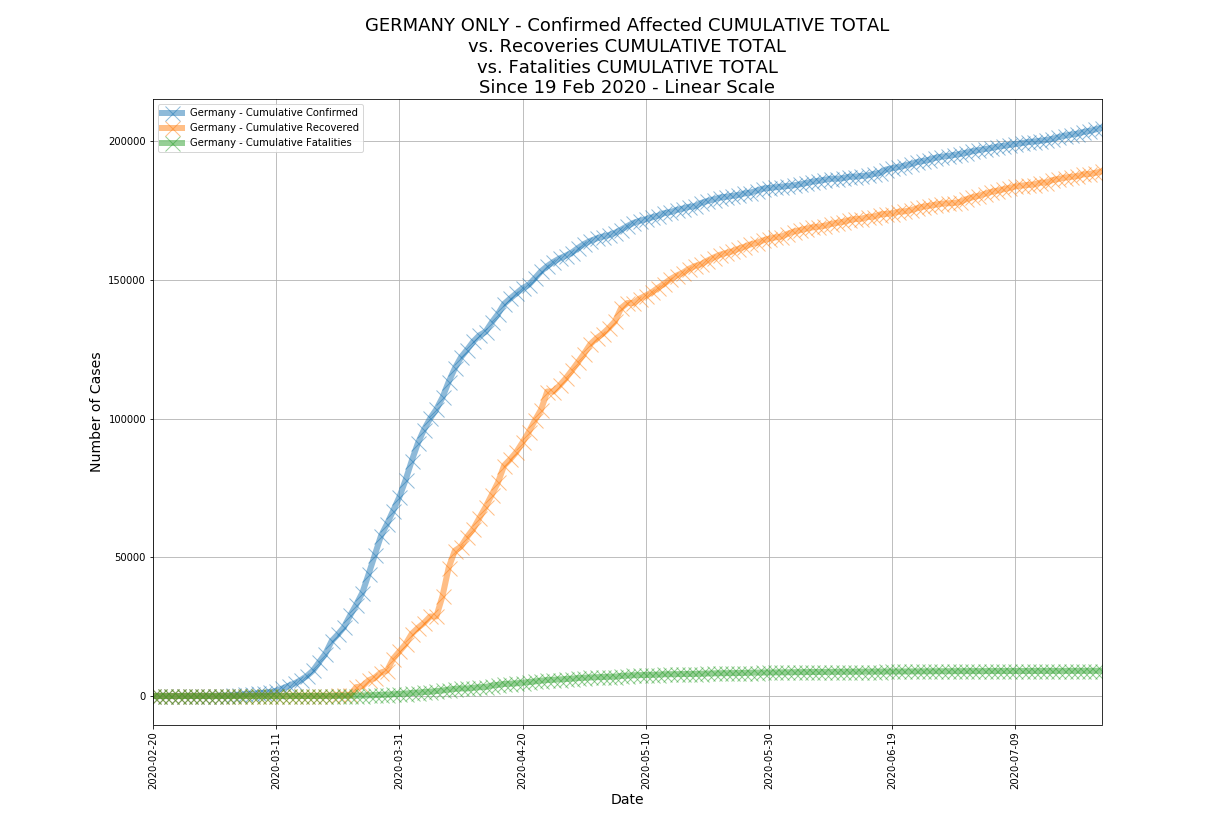 GERMANY ONLY - Confirmed Affected CUMULATIVE TOTAL
vs. Recoveries CUMULATIVE TOTAL
vs. Fatalities CUMULATIVE TOTAL
Since 19 Feb 2020 - Linear Scale
Germany - Cumulative Confirmed
Germany - Cumulative Recovered
Germany - Cumulative Fatalities
Number of Cases
200000
150000
100000
50000
0
2020-02-20
2020-03-11
2020-03-31
2020-04-20
2020-05-10
2020-05-30
2020-06-19
2020-07-09
Date